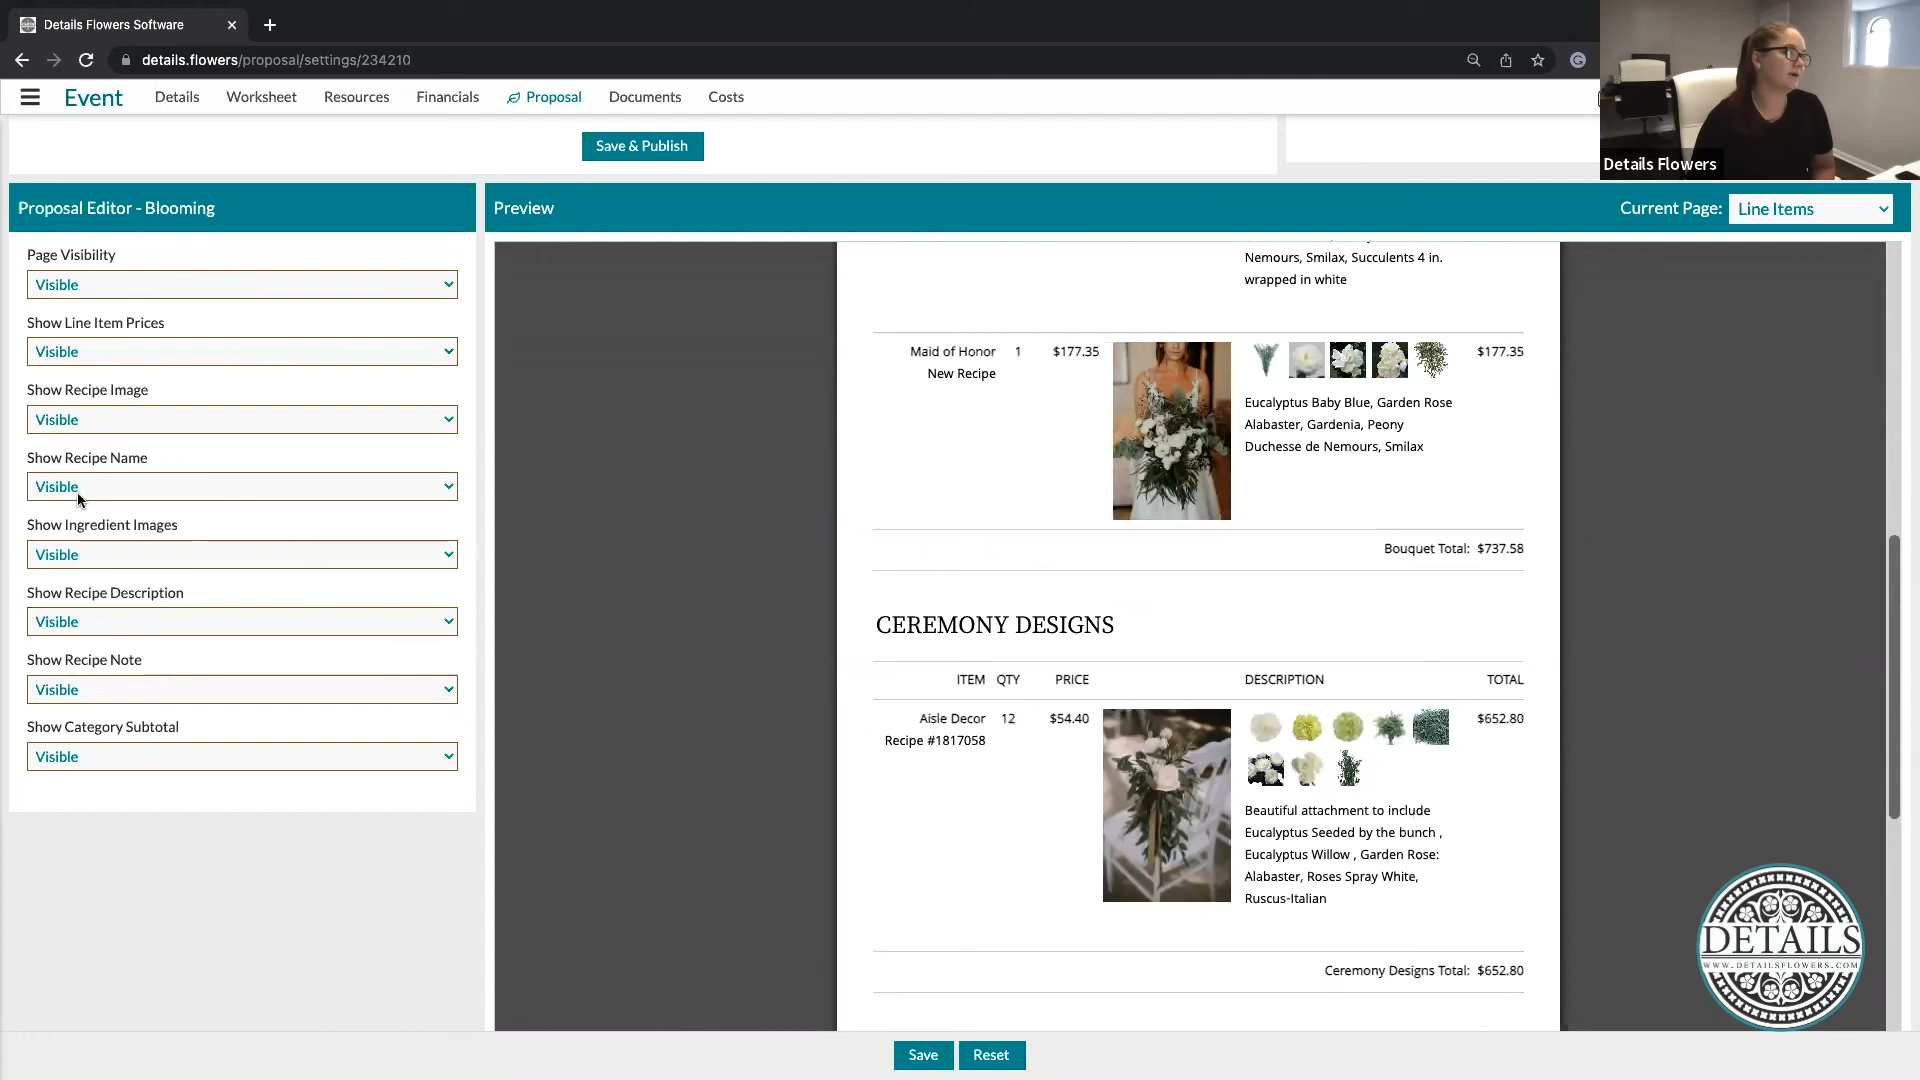 Details Flowers Software
details.flowers/proposal/settings/234210
Event
Details
Worksheet
Resources
Financials
Proposal
Documents
Costs
Details Flowers
Save & Publish
Proposal Editor - Blooming
Page Visibility
Visible
Show Line Item Prices
Visible
Show Recipe Image
Visible
Show Recipe Name
Visible
Show Ingredient Images
Visible
Show Recipe Description
Visible
Show Recipe Note
Visible
Show Category Subtotal
Visible
Preview
Current Page: Line Items
Nemours, Smilax, Succulents 4 in.
wrapped in white
Maid of Honor 1 $177.35 $177.35
New Recipe
Eucalyptus Baby Blue, Garden Rose
Alabaster, Gardenia, Peony
Duchesse de Nemours, Smilax
Bouquet Total: $737.58
CEREMONY DESIGNS
ITEM QTY PRICE DESCRIPTION TOTAL
Aisle Decor 12 $54.40 $652.80
Recipe #1817058
Beautiful attachment to include
Eucalyptus Seeded by the bunch ,
Eucalyptus Willow , Garden Rose:
Alabaster, Roses Spray White,
Ruscus-Italian
Ceremony Designs Total: $652.80
DETAILS
WWW.DETAILSFLOWERS.COM
Save
Reset